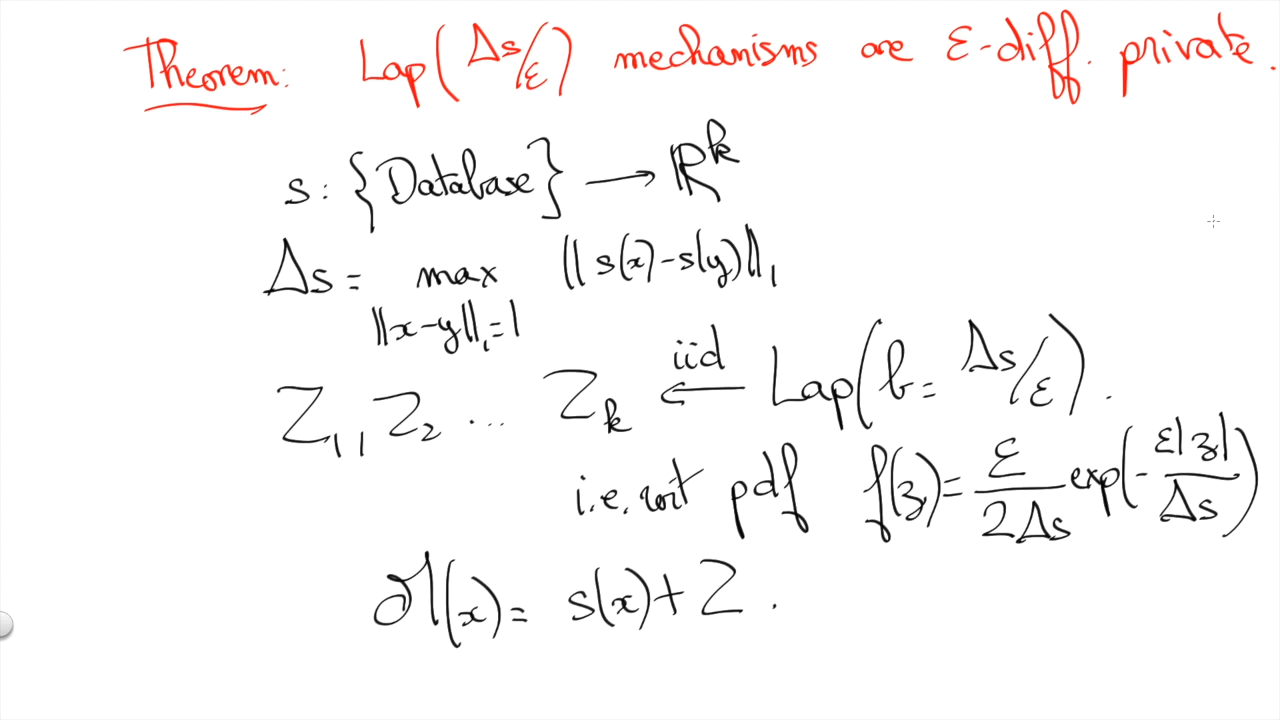 Theorem: Lap(Δs/ε) mechanisms are ε-diff. private.
s: {Database} → ℝᵏ
Δs = max ‖s(x)-s(y)‖₁
‖x-y‖₁=1
Z₁, Z₂ ... Z_k ←iid Lap(b = Δs/ε).
i.e. wrt pdf f(z) = ε/2Δs exp(-ε|z|/Δs)
M(x) = s(x)+Z.